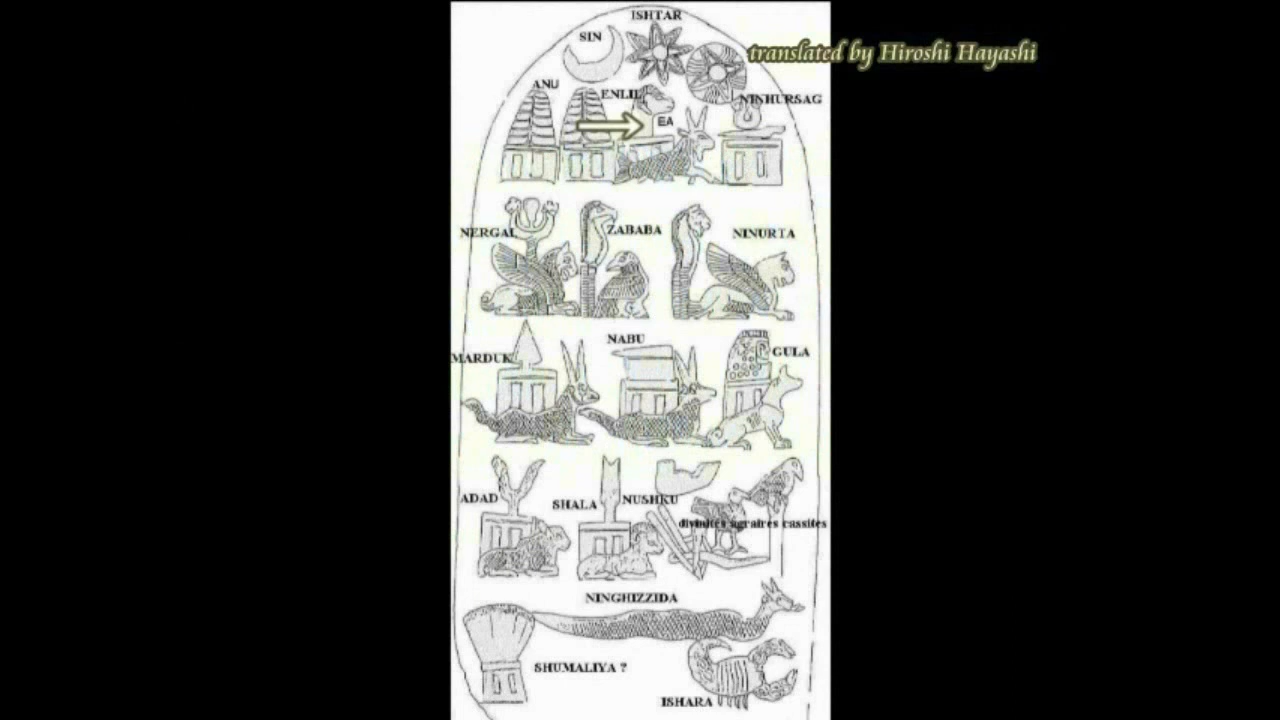 ISHTAR
SIN
translated by Hiroshi Hayashi
ANU
ENLIL
NINHURSAG
EA
NERGAL
ZABABA
NINURTA
MARDUK
NABU
GULA
ADAD
SHALA
NUSHKU
divinités agraires cassites
NINGHIZZIDA
SHUMALIYA ?
ISHARA